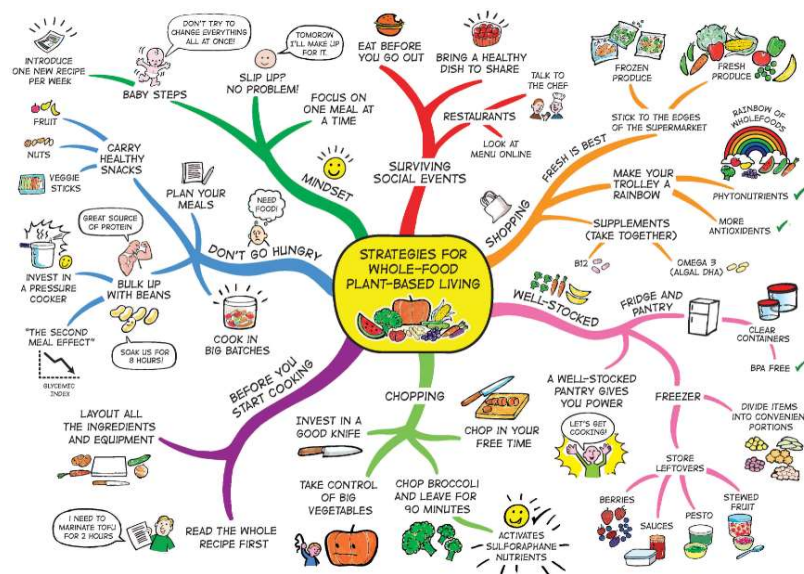 STRATEGIES FOR
WHOLE-FOOD
PLANT-BASED LIVING
MINDSET
BABY STEPS
DON'T TRY TO
CHANGE EVERYTHING
ALL AT ONCE!
INTRODUCE
ONE NEW RECIPE
PER WEEK
SLIP UP?
NO PROBLEM!
TOMORROW
I'LL MAKE UP
FOR IT.
FOCUS ON
ONE MEAL AT
A TIME
SURVIVING
SOCIAL EVENTS
EAT BEFORE
YOU GO OUT
BRING A HEALTHY
DISH TO SHARE
RESTAURANTS
TALK TO
THE CHEF
LOOK AT
MENU ONLINE
SHOPPING
FRESH IS BEST
STICK TO THE EDGES
OF THE SUPERMARKET
FROZEN
PRODUCE
FRESH
PRODUCE
MAKE YOUR
TROLLEY A
RAINBOW
RAINBOW OF
WHOLEFOODS
PHYTONUTRIENTS
MORE
ANTIOXIDENTS
SUPPLEMENTS
(TAKE TOGETHER)
B12
OMEGA 3
(ALGAL DHA)
WELL-STOCKED
FRIDGE AND
PANTRY
CLEAR
CONTAINERS
BPA FREE
A WELL-STOCKED
PANTRY GIVES
YOU POWER
LET'S GET
COOKING!
FREEZER
DIVIDE ITEMS
INTO CONVENIEN
PORTIONS
STORE
LEFTOVERS
BERRIES
SAUCES
PESTO
STEWED
FRUIT
CHOPPING
INVEST IN A
GOOD KNIFE
CHOP IN YOUR
FREE TIME
TAKE CONTROL
OF BIG
VEGETABLES
CHOP BROCCOLI
AND LEAVE FOR
90 MINUTES
ACTIVATES
SULFORAPHANE
NUTRIENTS
BEFORE YOU
START COOKING
LAYOUT ALL
THE INGREDIENTS
AND EQUIPMENT
READ THE WHOLE
RECIPE FIRST
I NEED TO
MARINATE TOFU
FOR 2 HOURS
DON'T GO HUNGRY
NEED
FOOD!
PLAN YOUR
MEALS
CARRY
HEALTHY
SNACKS
FRUIT
NUTS
VEGGIE
STICKS
BULK UP
WITH BEANS
GREAT SOURCE
OF PROTEIN
INVEST IN
A PRESSURE
COOKER
"THE SECOND
MEAL EFFECT"
GLYCEMIC
INDEX
SOAK US FOR
8 HOURS!
COOK IN
BIG BATCHES